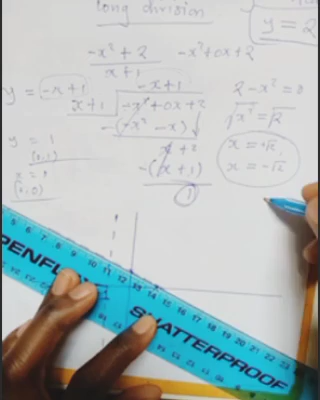 long division
y = 2
-x² + 2
x + 1
-x² + 0x + 2
y = -x + 1
-x + 1
x + 1 -x² + 0x + 2
-(-x² - x)
x + 2
-(x + 1)
1
2 - x² = 0
√x² = √2
x = √2
x = -√2
y = 1
(0,1)
x = 1
(1,0)
PENFL
SHATTERPROOF